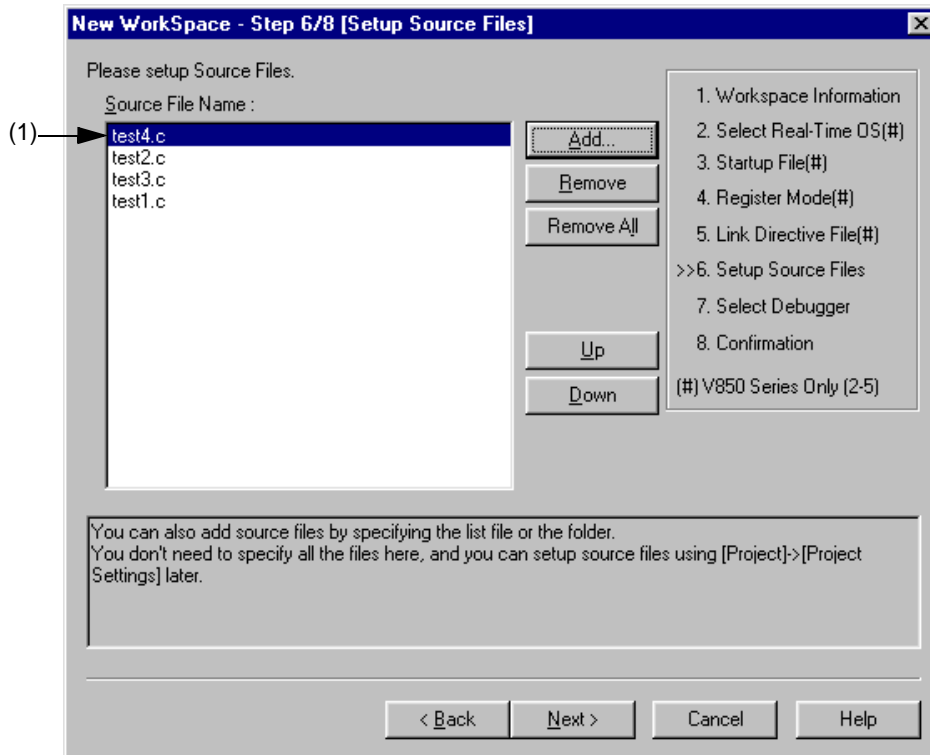 New WorkSpace - Step 6/8 [Setup Source Files]
Please setup Source Files.
Source File Name :
(1)
test4.c
test2.c
test3.c
test1.c
Add...
Remove
Remove All
Up
Down
1. Workspace Information
2. Select Real-Time OS(#)
3. Startup File(#)
4. Register Mode(#)
5. Link Directive File(#)
>>6. Setup Source Files
7. Select Debugger
8. Confirmation
(#) V850 Series Only (2-5)
You can also add source files by specifying the list file or the folder.
You don't need to specify all the files here, and you can setup source files using [Project]->[Project
Settings] later.
< Back
Next >
Cancel
Help